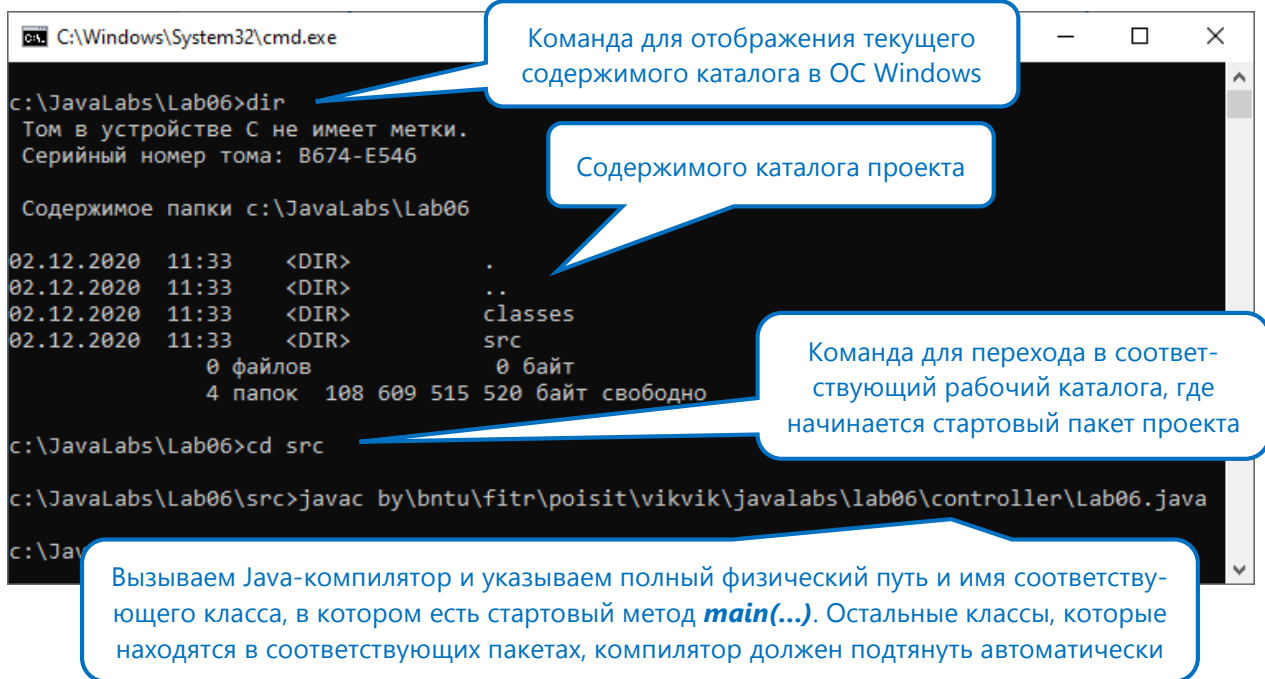 C:\Windows\System32\cmd.exe
Команда для отображения текущего
содержимого каталога в ОС Windows
c:\JavaLabs\Lab06>dir
Том в устройстве C не имеет метки.
Серийный номер тома: B674-E546
Содержимого каталога проекта
Содержимое папки c:\JavaLabs\Lab06
02.12.2020 11:33 <DIR> .
02.12.2020 11:33 <DIR> ..
02.12.2020 11:33 <DIR> classes
02.12.2020 11:33 <DIR> src
0 файлов 0 байт
4 папок 108 609 515 520 байт свободно
Команда для перехода в соответ-
ствующий рабочий каталога, где
начинается стартовый пакет проекта
c:\JavaLabs\Lab06>cd src
c:\JavaLabs\Lab06\src>javac by\bntu\fitr\poisit\vikvik\javalabs\lab06\controller\Lab06.java
c:\Jav
Вызываем Java-компилятор и указываем полный физический путь и имя соответству-
ющего класса, в котором есть стартовый метод main(...). Остальные классы, которые
находятся в соответствующих пакетах, компилятор должен подтянуть автоматически